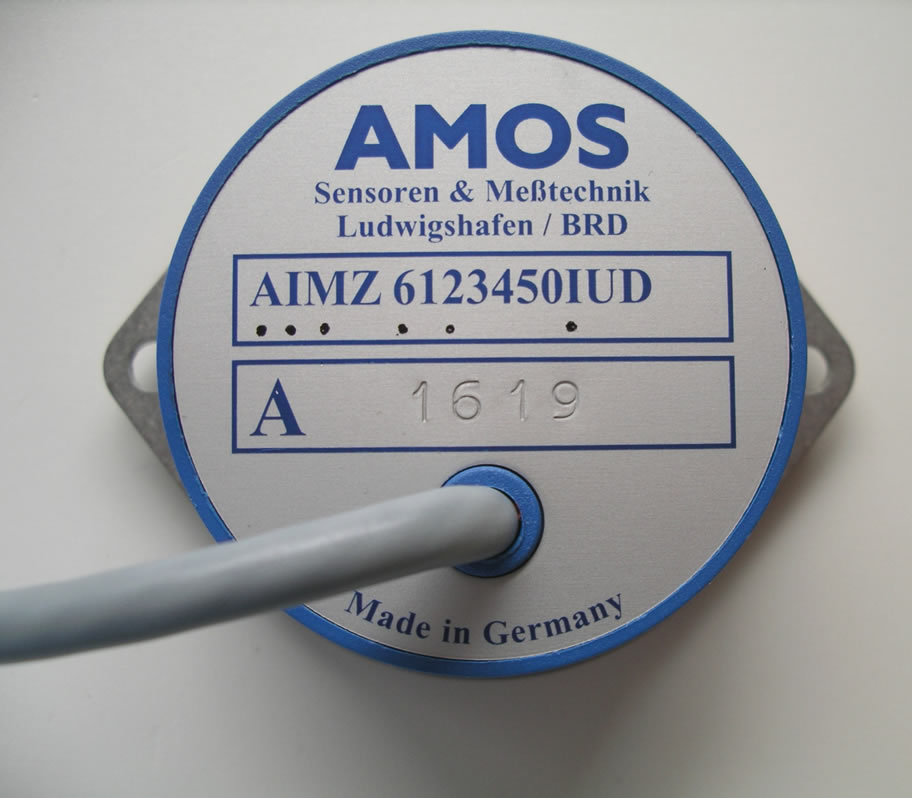 AMOS
Sensoren & Meßtechnik
Ludwigshafen / BRD
AIMZ 6123450IUD
A 1619
Made in Germany